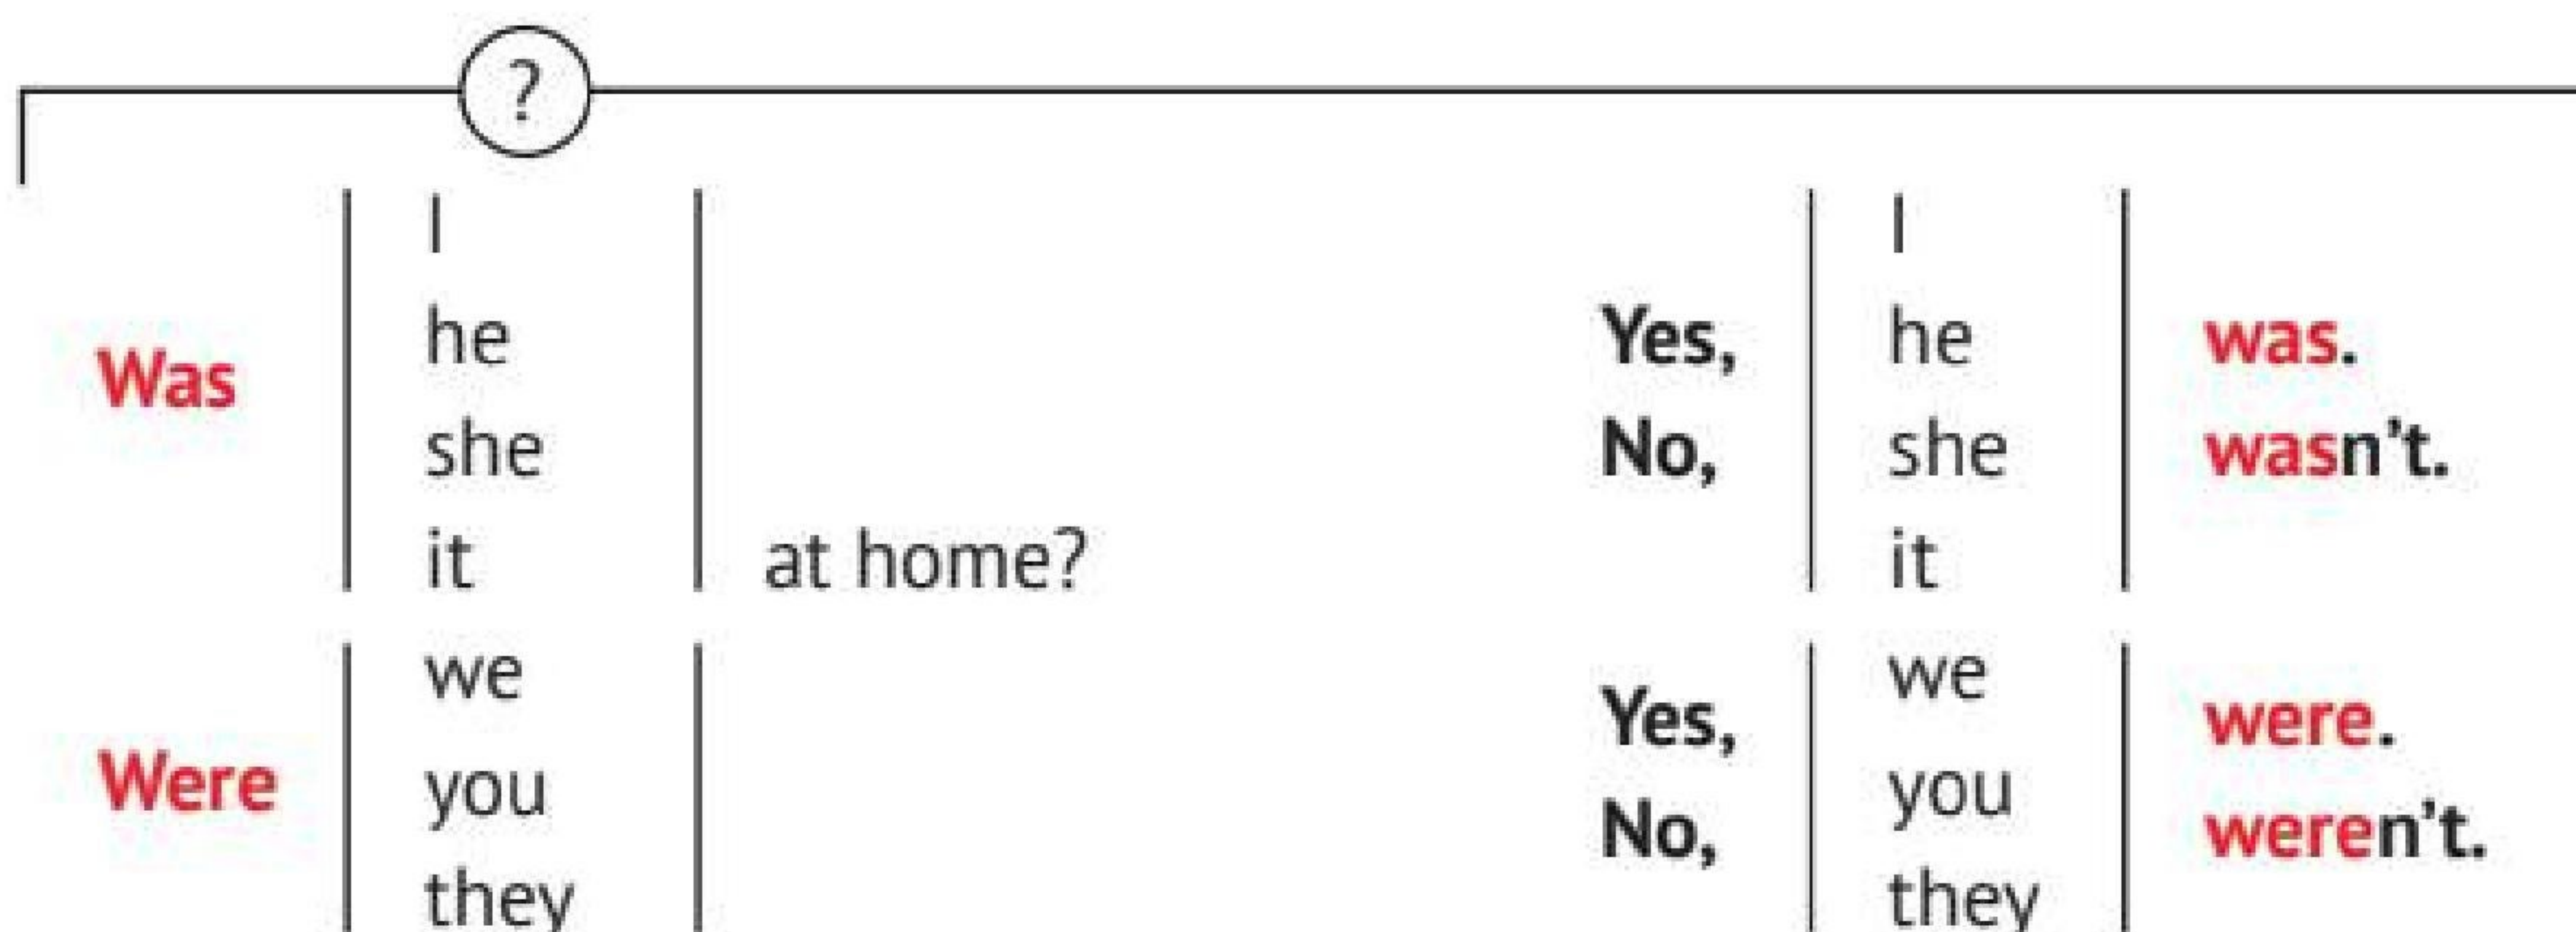 ?
I
he
Was
she
it
at home?
we
you
Were
they
I
Yes, he was.
No, she wasn't.
it
we
Yes, were.
you
No, weren't.
they